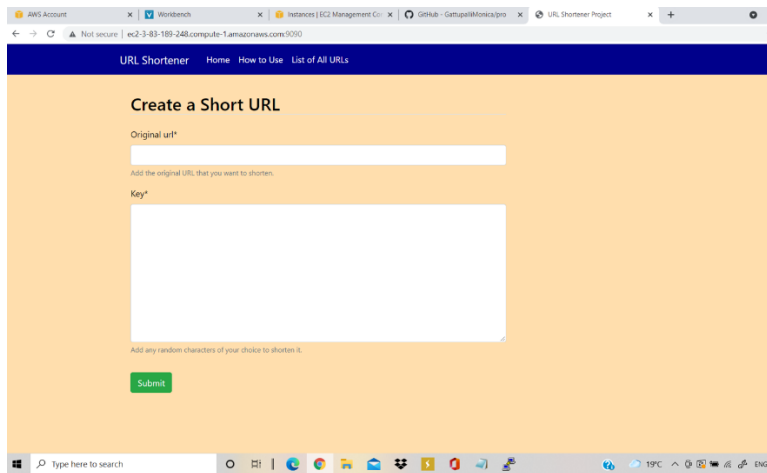 AWS Account
Workbench
Instances | EC2 Management Con
GitHub - GattupalliMonica/pro
URL Shortener Project
Not secure | ec2-3-83-189-248.compute-1.amazonaws.com:9090
URL Shortener Home How to Use List of All URLs
Create a Short URL
Original url*
Add the original URL that you want to shorten.
Key*
Add any random characters of your choice to shorten it.
Submit
Type here to search
19°C
ENG